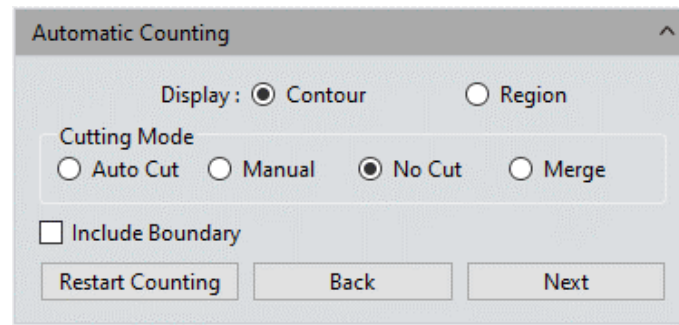 Automatic Counting
Display : Contour Region
Cutting Mode
Auto Cut Manual No Cut Merge
Include Boundary
Restart Counting Back Next